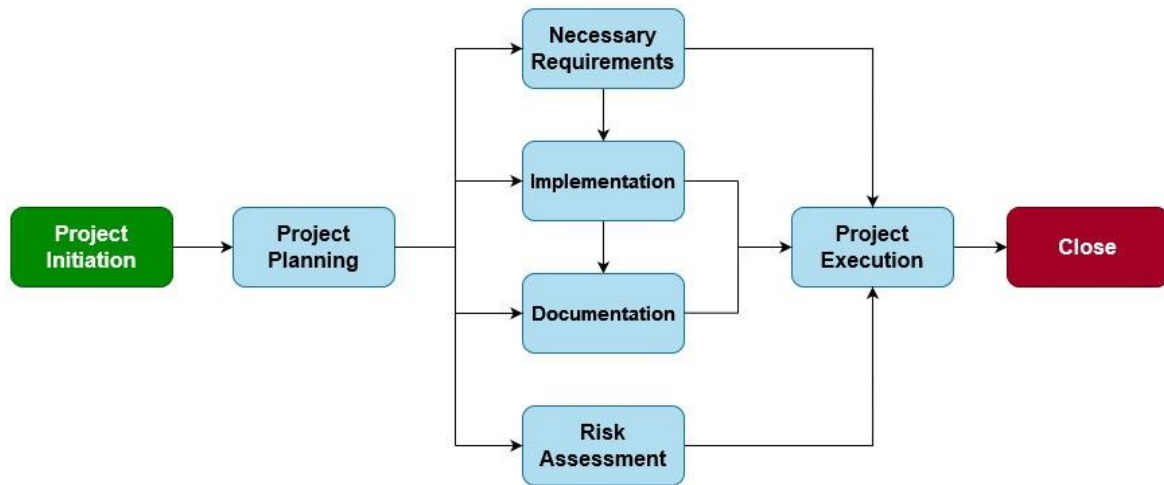 Necessary
Requirements
Implementation
Project
Initiation
Project
Planning
Project
Execution
Close
Documentation
Risk
Assessment